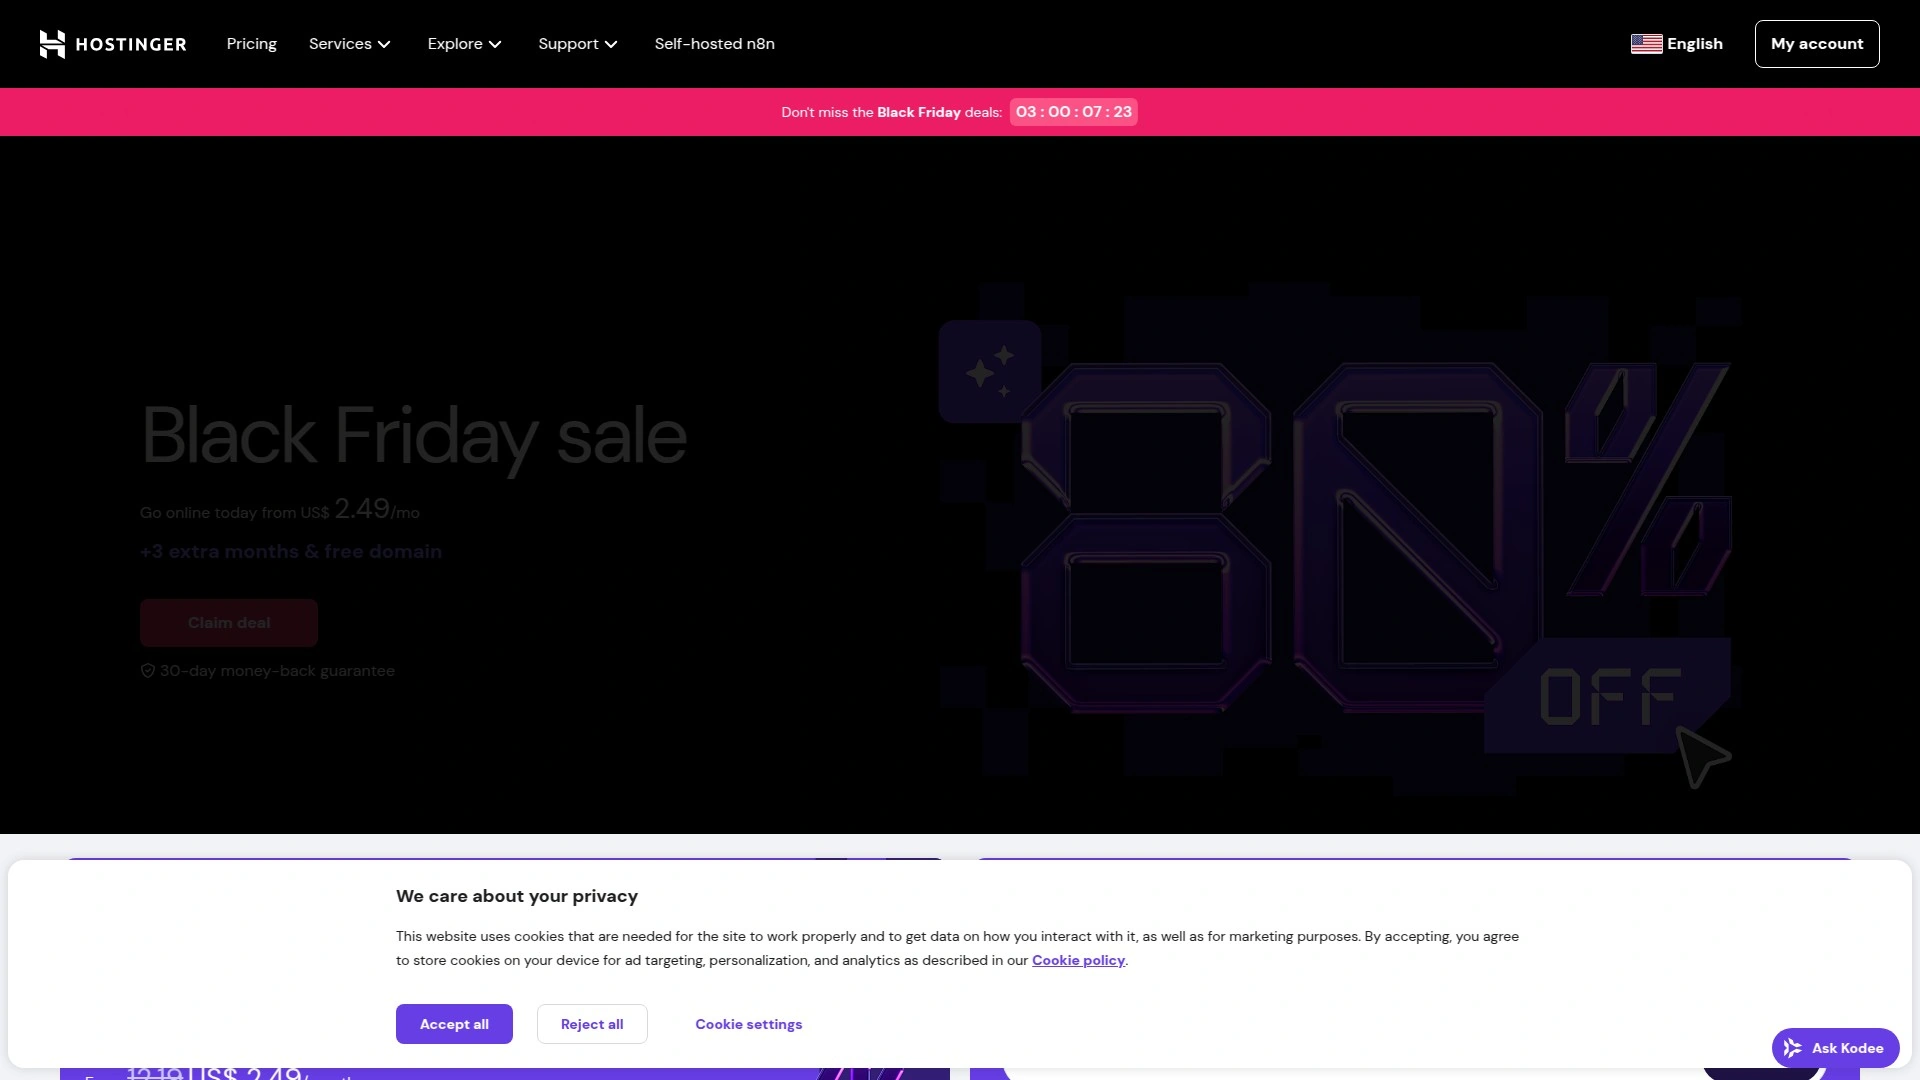 HOSTINGER
Pricing
Services
Explore
Support
Self-hosted n8n
English
My account
Don't miss the Black Friday deals: 03 : 00 : 07 : 23
Black Friday sale
Go online today from US$ 2.49/mo
+3 extra months & free domain
Claim deal
30-day money-back guarantee
80%
OFF
We care about your privacy
This website uses cookies that are needed for the site to work properly and to get data on how you interact with it, as well as for marketing purposes. By accepting, you agree
to store cookies on your device for ad targeting, personalization, and analytics as described in our Cookie policy.
Accept all
Reject all
Cookie settings
Ask Kodee
12.19 US$ 2.49